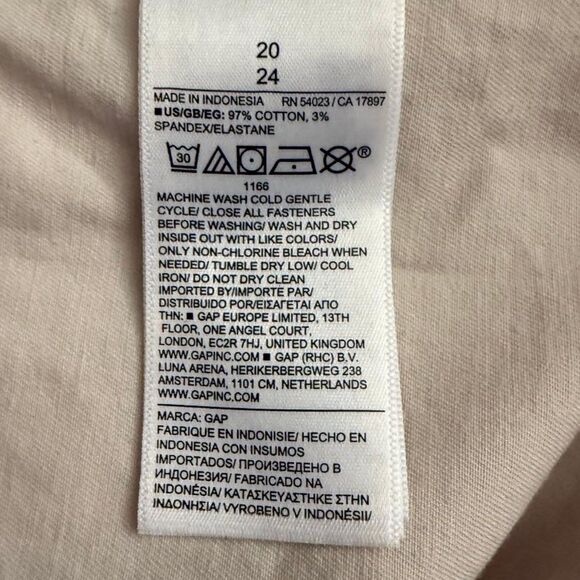 20
24
MADE IN INDONESIA RN 54023 / CA 17897
■ US/GB/EG: 97% COTTON, 3%
SPANDEX/ELASTANE
30 ®
1166
MACHINE WASH COLD GENTLE
CYCLE/ CLOSE ALL FASTENERS
BEFORE WASHING/ WASH AND DRY
INSIDE OUT WITH LIKE COLORS/
ONLY NON-CHLORINE BLEACH WHEN
NEEDED/ TUMBLE DRY LOW/ COOL
IRON/ DO NOT DRY CLEAN
IMPORTED BY/IMPORTE PAR/
DISTRIBUIDO POR/ΕΙΣΑΓΕΤΑΙ ΑΠΟ
ΤΗΝ: ■ GAP EUROPE LIMITED, 13TH
FLOOR, ONE ANGEL COURT,
LONDON, EC2R 7HJ, UNITED KINGDOM
WWW.GAPINC.COM ■ GAP (RHC) B.V.
LUNA ARENA, HERIKERBERGWEG 238
AMSTERDAM, 1101 CM, NETHERLANDS
WWW.GAPINC.COM
MARCA: GAP
FABRIQUE EN INDONISIE/ HECHO EN
INDONESIA CON INSUMOS
IMPORTADOS/ ПРОИЗВЕДЕНО В
ИНДОНЕЗИЯ/ FABRICADO NA
INDONÉSIA/ ΚΑΤΑΣΚΕΥΑΣΤΗΚΕ ΣΤΗΝ
ΙΝΔΟΝΗΣΙΑ/ VYROBENO V INDONÉSII/